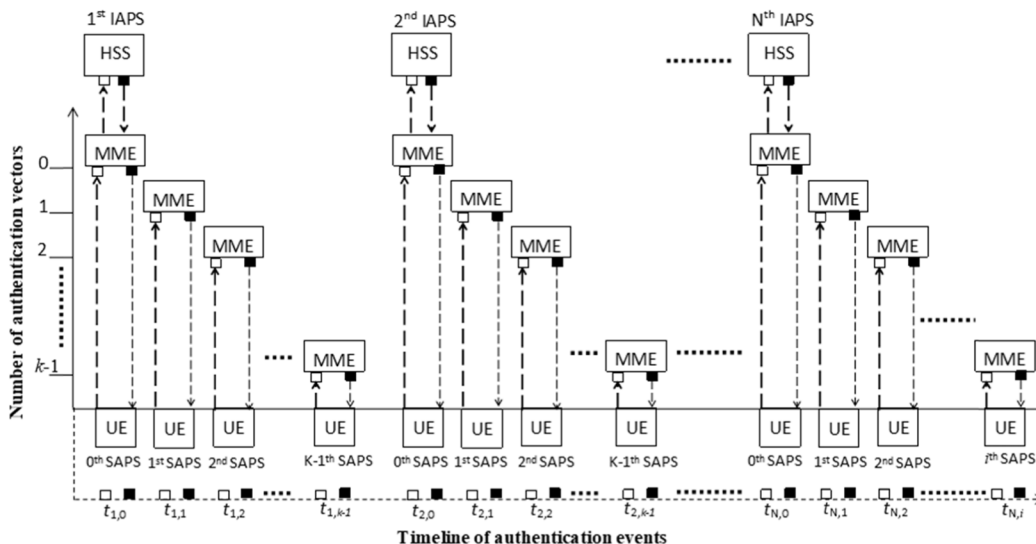 1st IAPS 2nd IAPS Nth IAPS
HSS HSS HSS
MME MME MME
0
MME MME MME
1
MME MME MME
2
MME MME MME
k-1
Number of authentication vectors
UE UE UE UE UE UE UE UE UE UE UE UE
0th SAPS 1st SAPS 2nd SAPS K-1th SAPS 0th SAPS 1st SAPS 2nd SAPS K-1th SAPS 0th SAPS 1st SAPS 2nd SAPS ith SAPS
t1,0 t1,1 t1,2 t1,k-1 t2,0 t2,1 t2,2 t2,k-1 tN,0 tN,1 tN,2 tN,i
Timeline of authentication events